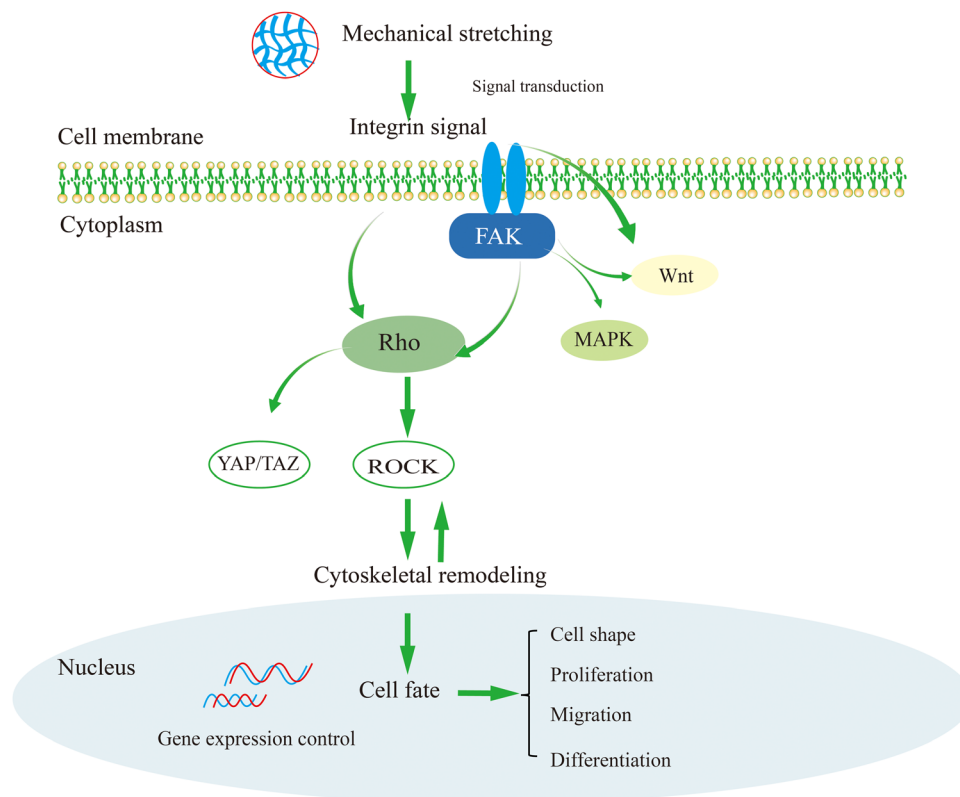 Mechanical stretching
Signal transduction
Integrin signal
Cell membrane
Cytoplasm
FAK
Wnt
MAPK
Rho
YAP/TAZ
ROCK
Cytoskeletal remodeling
Nucleus
Cell fate
Gene expression control
Cell shape
Proliferation
Migration
Differentiation